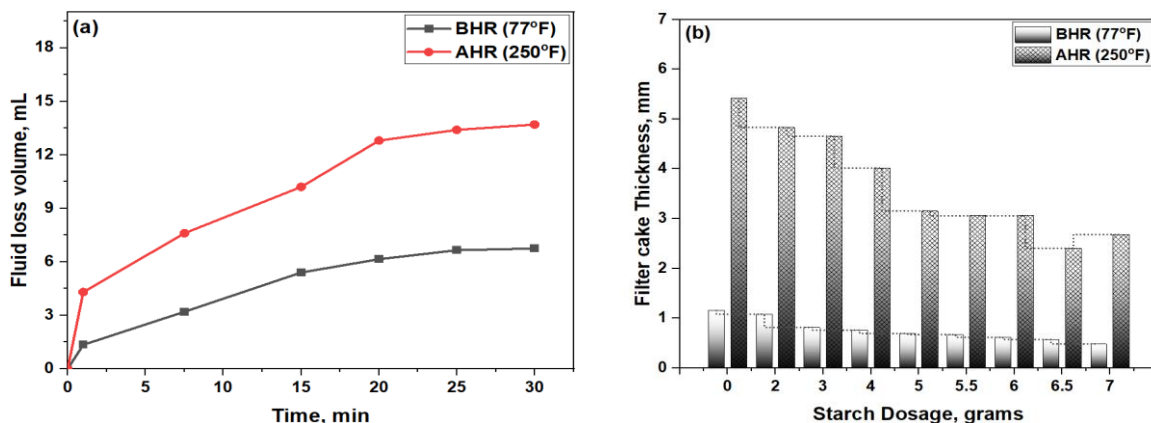 (a)
BHR (77°F)
AHR (250°F)
Fluid loss volume, mL
18
15
12
9
6
3
0
0 5 10 15 20 25 30
Time, min
(b)
BHR (77°F)
AHR (250°F)
Filter cake Thickness, mm
7
6
5
4
3
2
1
0
0 2 3 4 5 5.5 6 6.5 7
Starch Dosage, grams